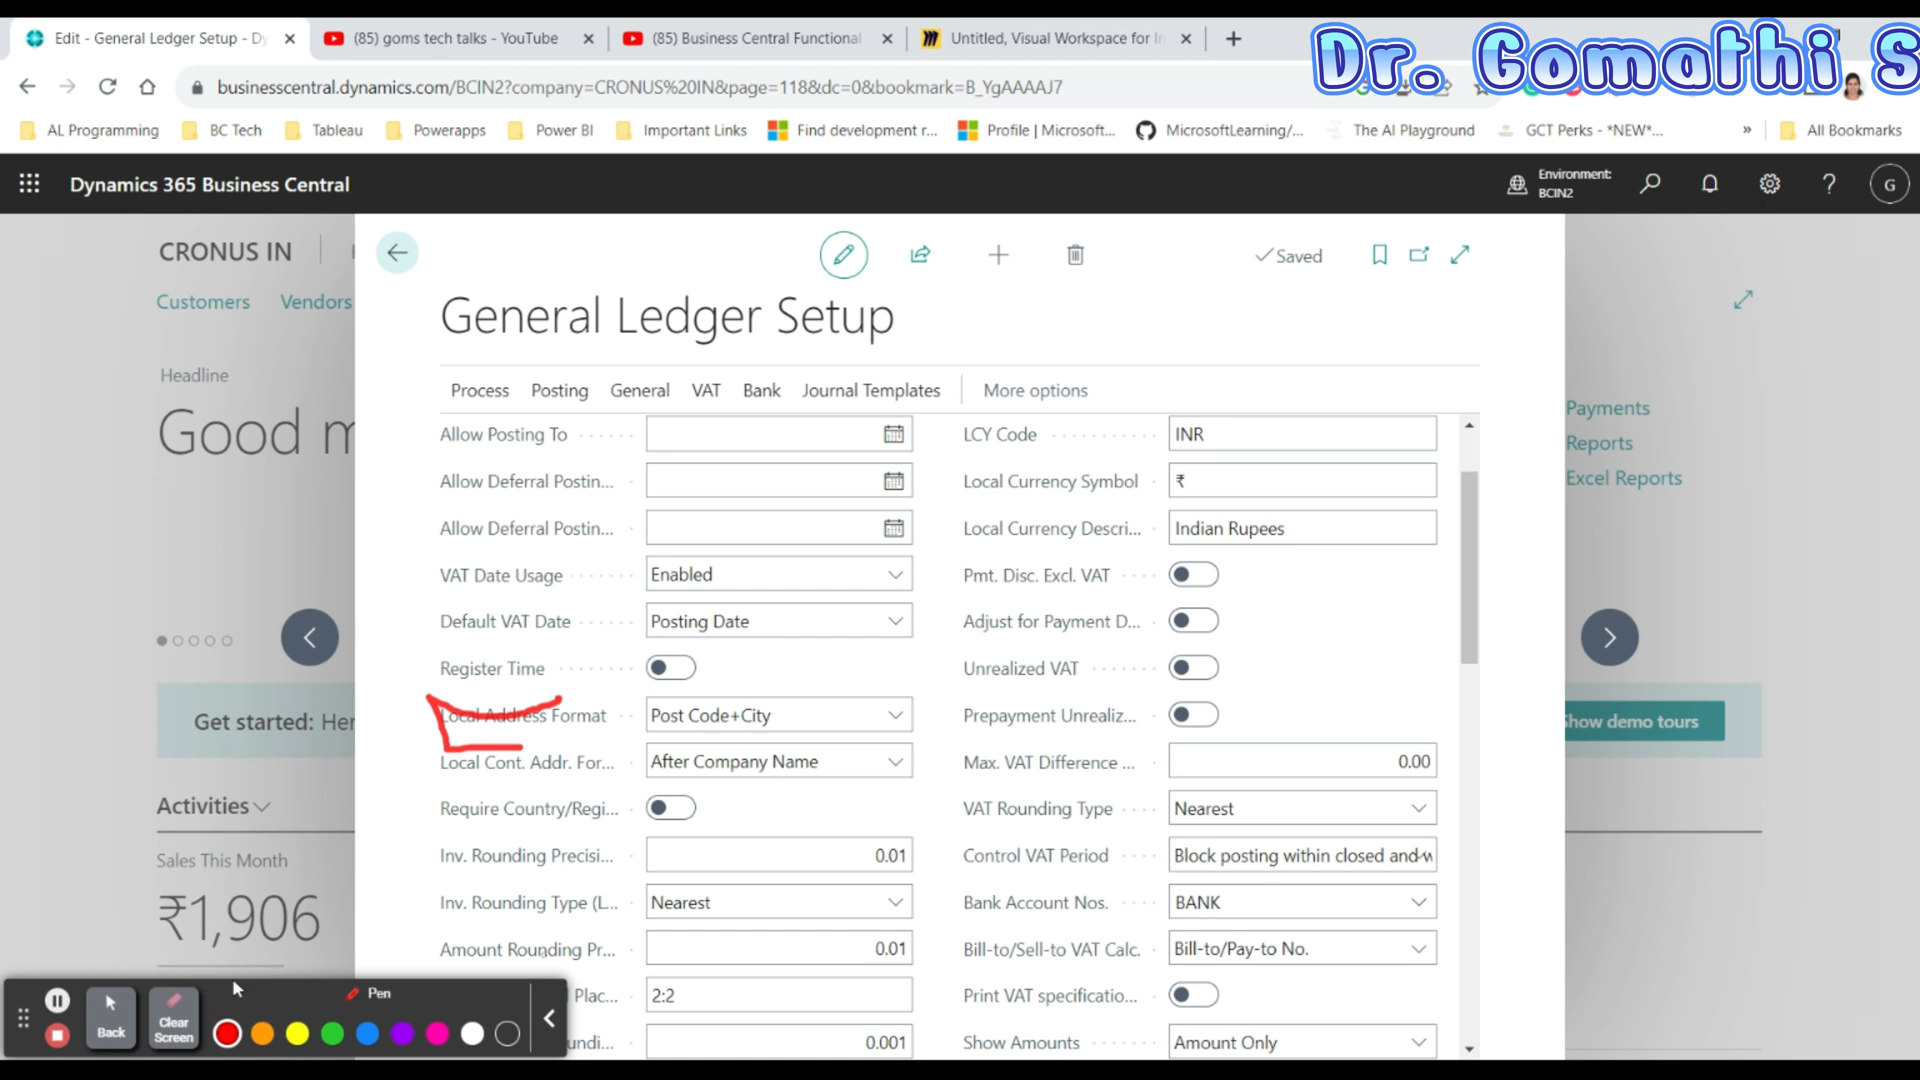 Edit - General Ledger Setup - Dy
(85) goms tech talks - YouTube
(85) Business Central Functional
Untitled, Visual Workspace for In
Dr. Gomathi S
businesscentral.dynamics.com/BCIN2?company=CRONUS%20IN&page=118&dc=0&bookmark=B_YgAAAAJ7
AL Programming BC Tech Tableau Powerapps Power BI Important Links Find development r... Profile | Microsoft... MicrosoftLearning/... The AI Playground GCT Perks - *NEW*... » All Bookmarks
Dynamics 365 Business Central
Environment:
BCIN2
? G
CRONUS IN
Customers Vendors
Headline
Good m
Get started: Her
Activities
Sales This Month
₹1,906
Saved
General Ledger Setup
Process Posting General VAT Bank Journal Templates More options
Allow Posting To
Allow Deferral Postin...
Allow Deferral Postin...
VAT Date Usage Enabled
Default VAT Date Posting Date
Register Time
Local Address Format Post Code+City
Local Cont. Addr. For... After Company Name
Require Country/Regi...
Inv. Rounding Precisi... 0.01
Inv. Rounding Type (L... Nearest
Amount Rounding Pr... 0.01
Plac... 2:2
undi... 0.001
LCY Code INR
Local Currency Symbol ₹
Local Currency Descri... Indian Rupees
Pmt. Disc. Excl. VAT
Adjust for Payment D...
Unrealized VAT
Prepayment Unrealiz...
Max. VAT Difference ... 0.00
VAT Rounding Type Nearest
Control VAT Period Block posting within closed and w
Bank Account Nos. BANK
Bill-to/Sell-to VAT Calc. Bill-to/Pay-to No.
Print VAT specificatio...
Show Amounts Amount Only
Payments
Reports
Excel Reports
Show demo tours
Back
Clear
Screen
Pen